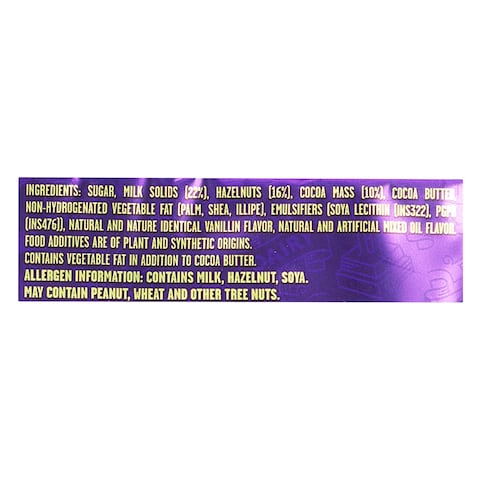 INGREDIENTS: SUGAR, MILK SOLIDS (22%), HAZELNUTS (16%), COCOA MASS (10%), COCOA BUTTER,
NON-HYDROGENATED VEGETABLE FAT (PALM, SHEA, ILLIPE), EMULSIFIERS (SOYA LECITHIN (INS322), PGPR
(INS476)), NATURAL AND NATURE IDENTICAL VANILLIN FLAVOR, NATURAL AND ARTIFICIAL MIXED OIL FLAVOR.
FOOD ADDITIVES ARE OF PLANT AND SYNTHETIC ORIGINS.
CONTAINS VEGETABLE FAT IN ADDITION TO COCOA BUTTER.
ALLERGEN INFORMATION: CONTAINS MILK, HAZELNUT, SOYA.
MAY CONTAIN PEANUT, WHEAT AND OTHER TREE NUTS.